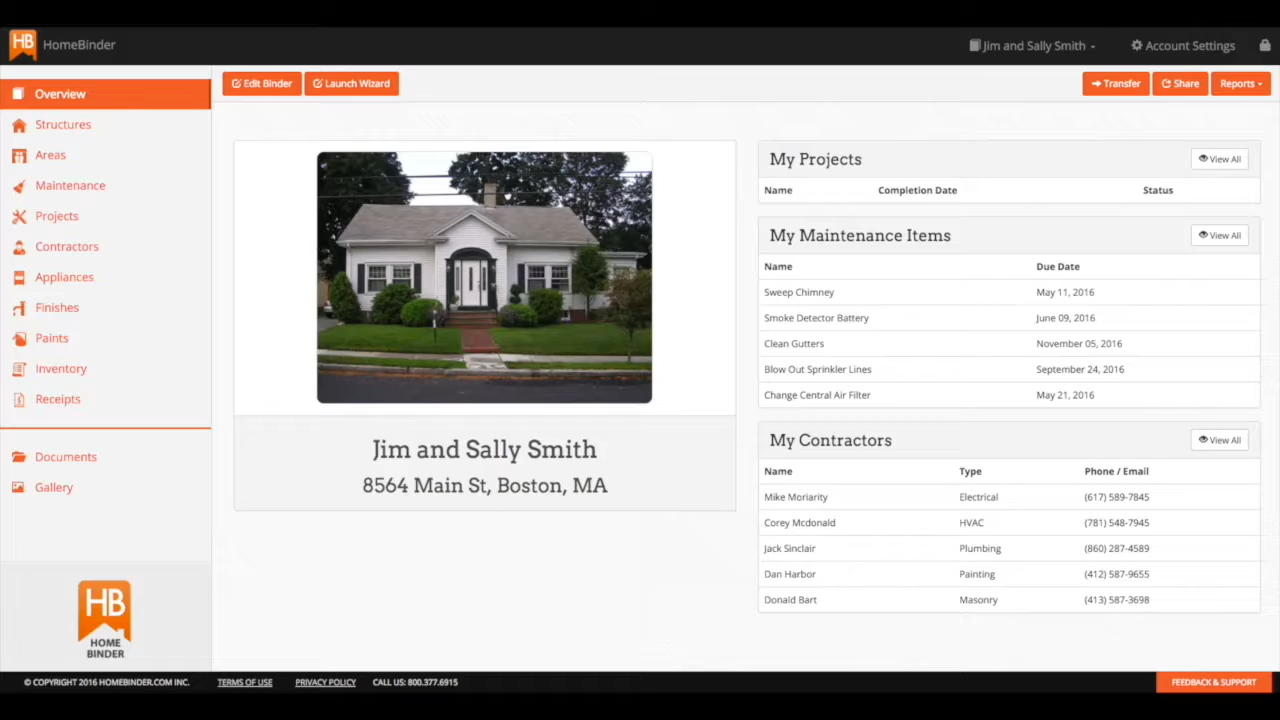 HB HomeBinder
Jim and Sally Smith
Account Settings
Overview
Structures
Areas
Maintenance
Projects
Contractors
Appliances
Finishes
Paints
Inventory
Receipts
Documents
Gallery
HB
HOME
BINDER
Edit Binder
Launch Wizard
Transfer
Share
Reports
Jim and Sally Smith
8564 Main St, Boston, MA
My Projects
View All
Name Completion Date Status
My Maintenance Items
View All
Name Due Date
Sweep Chimney May 11, 2016
Smoke Detector Battery June 09, 2016
Clean Gutters November 05, 2016
Blow Out Sprinkler Lines September 24, 2016
Change Central Air Filter May 21, 2016
My Contractors
View All
Name Type Phone / Email
Mike Moriarity Electrical (617) 589-7845
Corey Mcdonald HVAC (781) 548-7945
Jack Sinclair Plumbing (860) 287-4589
Dan Harbor Painting (412) 587-9655
Donald Bart Masonry (413) 587-3698
© COPYRIGHT 2016 HOMEBINDER.COM INC. TERMS OF USE PRIVACY POLICY CALL US: 800.377.6915
FEEDBACK & SUPPORT